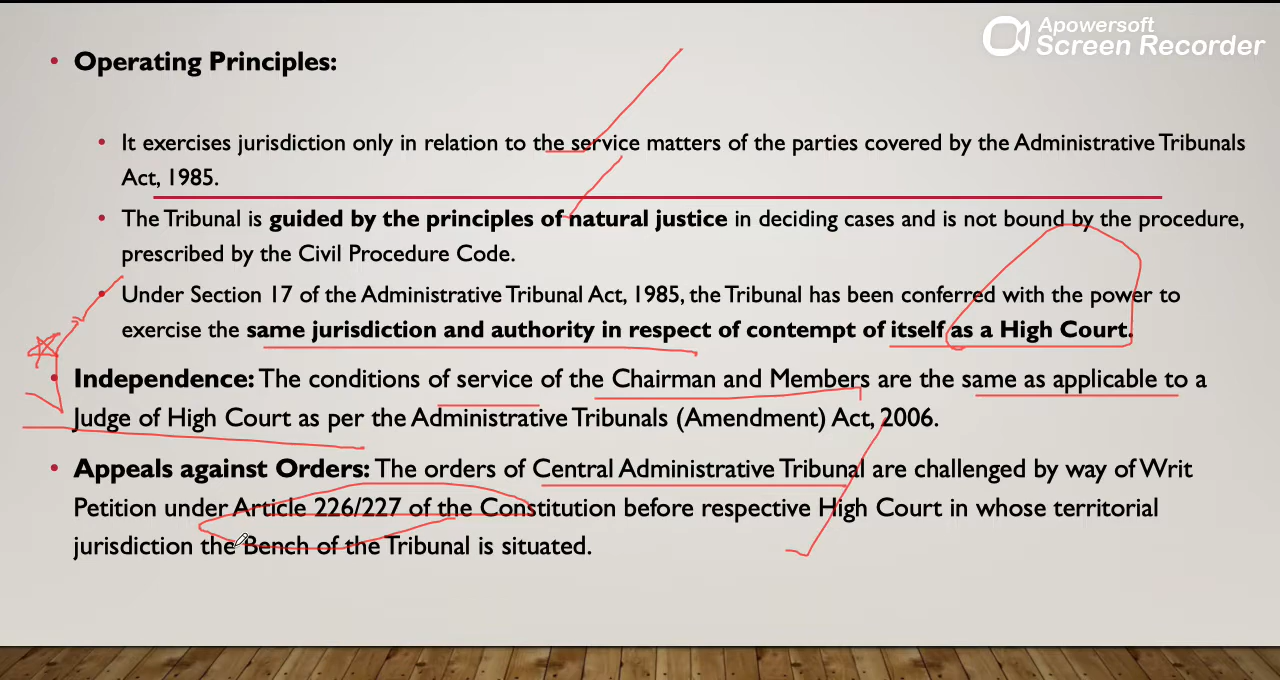 Apowersoft
Screen Recorder
• Operating Principles:
• It exercises jurisdiction only in relation to the service matters of the parties covered by the Administrative Tribunals
Act, 1985.
• The Tribunal is guided by the principles of natural justice in deciding cases and is not bound by the procedure,
prescribed by the Civil Procedure Code.
• Under Section 17 of the Administrative Tribunal Act, 1985, the Tribunal has been conferred with the power to
exercise the same jurisdiction and authority in respect of contempt of itself as a High Court.
• Independence: The conditions of service of the Chairman and Members are the same as applicable to a
Judge of High Court as per the Administrative Tribunals (Amendment) Act, 2006.
• Appeals against Orders: The orders of Central Administrative Tribunal are challenged by way of Writ
Petition under Article 226/227 of the Constitution before respective High Court in whose territorial
jurisdiction the Bench of the Tribunal is situated.